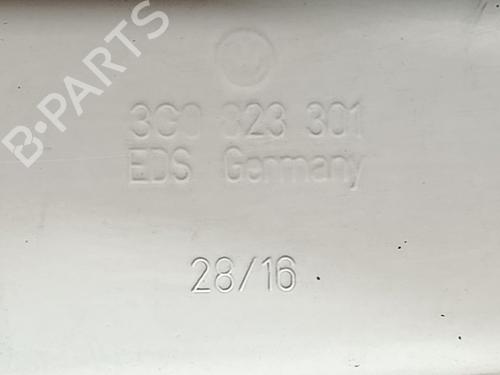 B-PARTS
3G0 823 301
EDS Germany
28/16